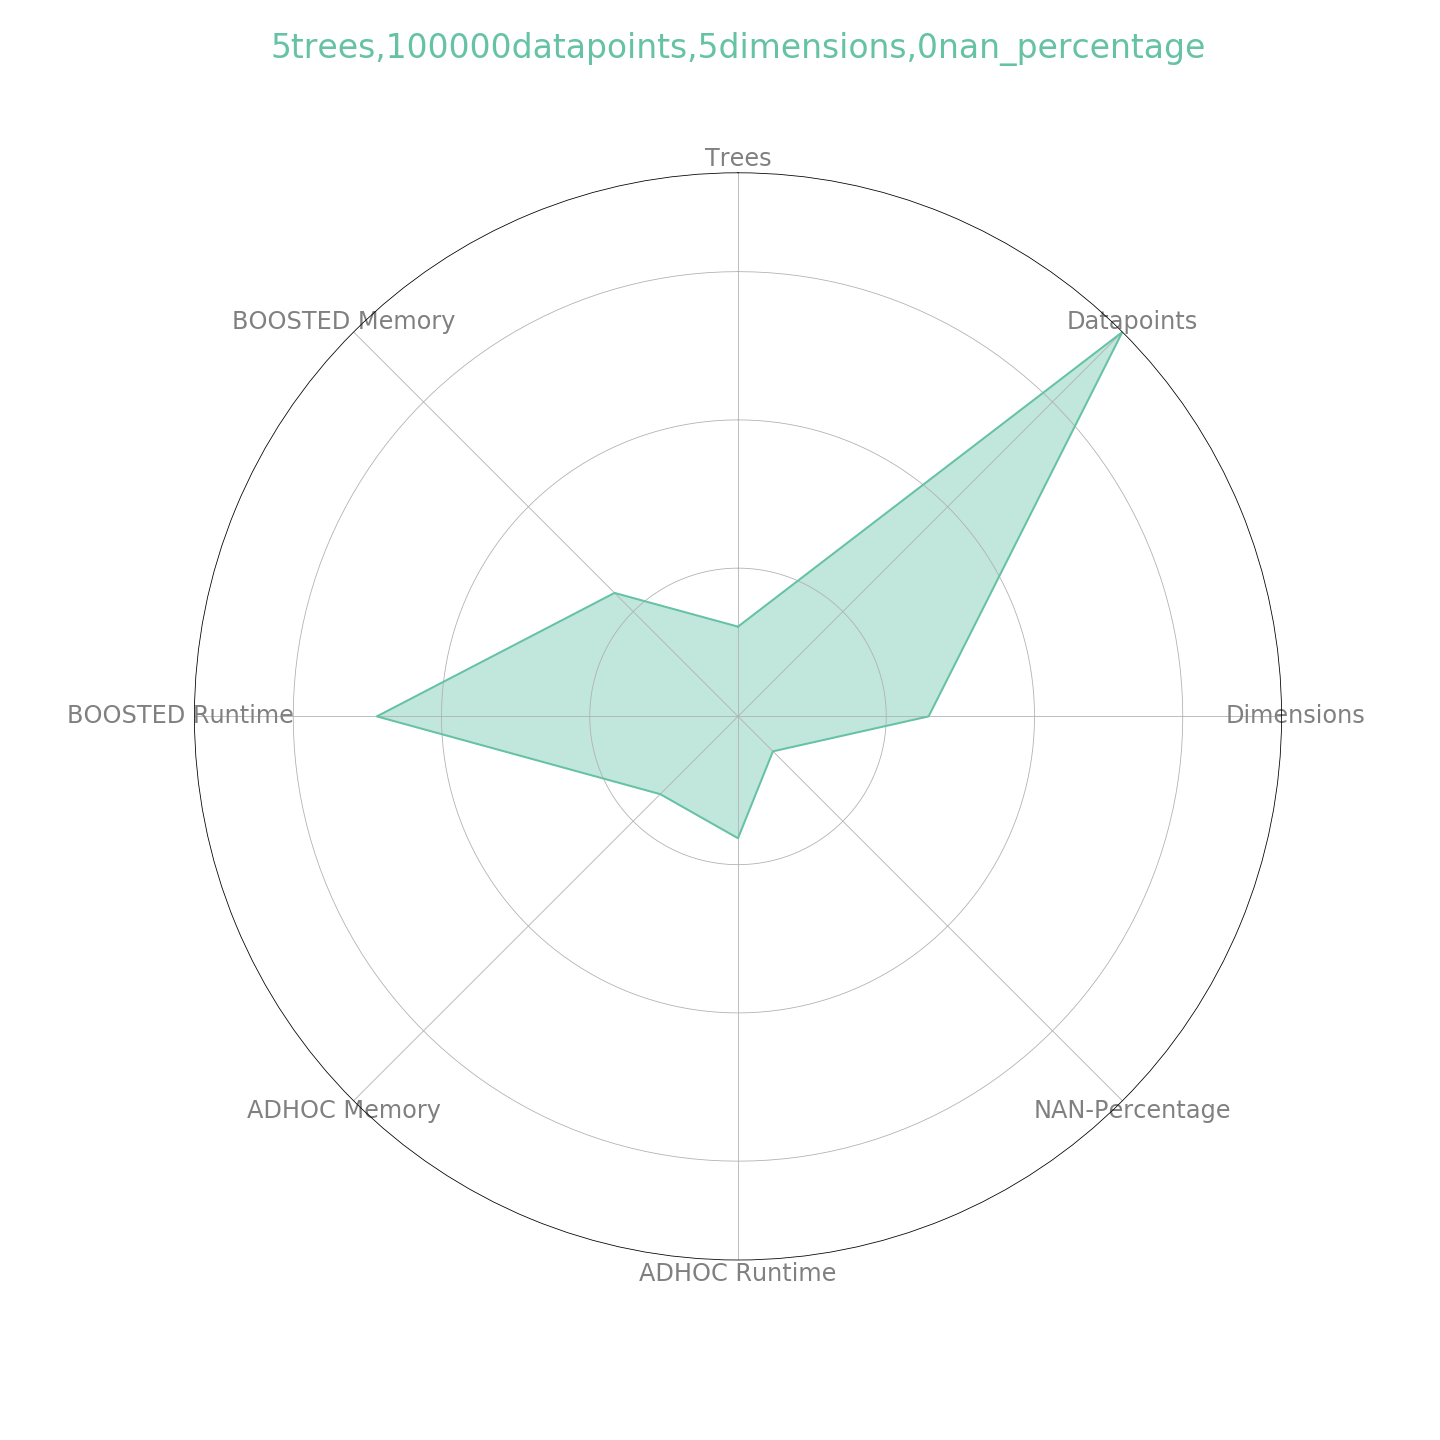 5trees,100000datapoints,5dimensions,0nan_percentage
Trees
BOOSTED Memory
Datapoints
BOOSTED Runtime
Dimensions
ADHOC Memory
NAN-Percentage
ADHOC Runtime